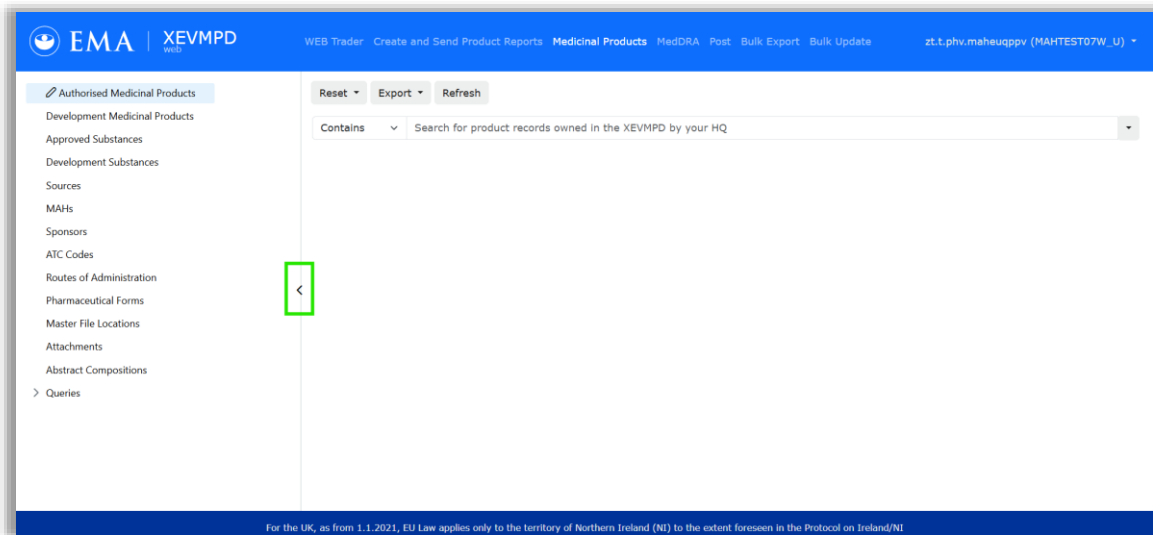 EMA | XEVMPD
web
WEB Trader Create and Send Product Reports Medicinal Products MedDRA Post Bulk Export Bulk Update zt.t.phv.maheuqppv (MAHTEST07W_U)
Authorised Medicinal Products
Development Medicinal Products
Approved Substances
Development Substances
Sources
MAHs
Sponsors
ATC Codes
Routes of Administration
Pharmaceutical Forms
Master File Locations
Attachments
Abstract Compositions
Queries
Reset Export Refresh
Contains Search for product records owned in the XEVMPD by your HQ
For the UK, as from 1.1.2021, EU Law applies only to the territory of Northern Ireland (NI) to the extent foreseen in the Protocol on Ireland/NI